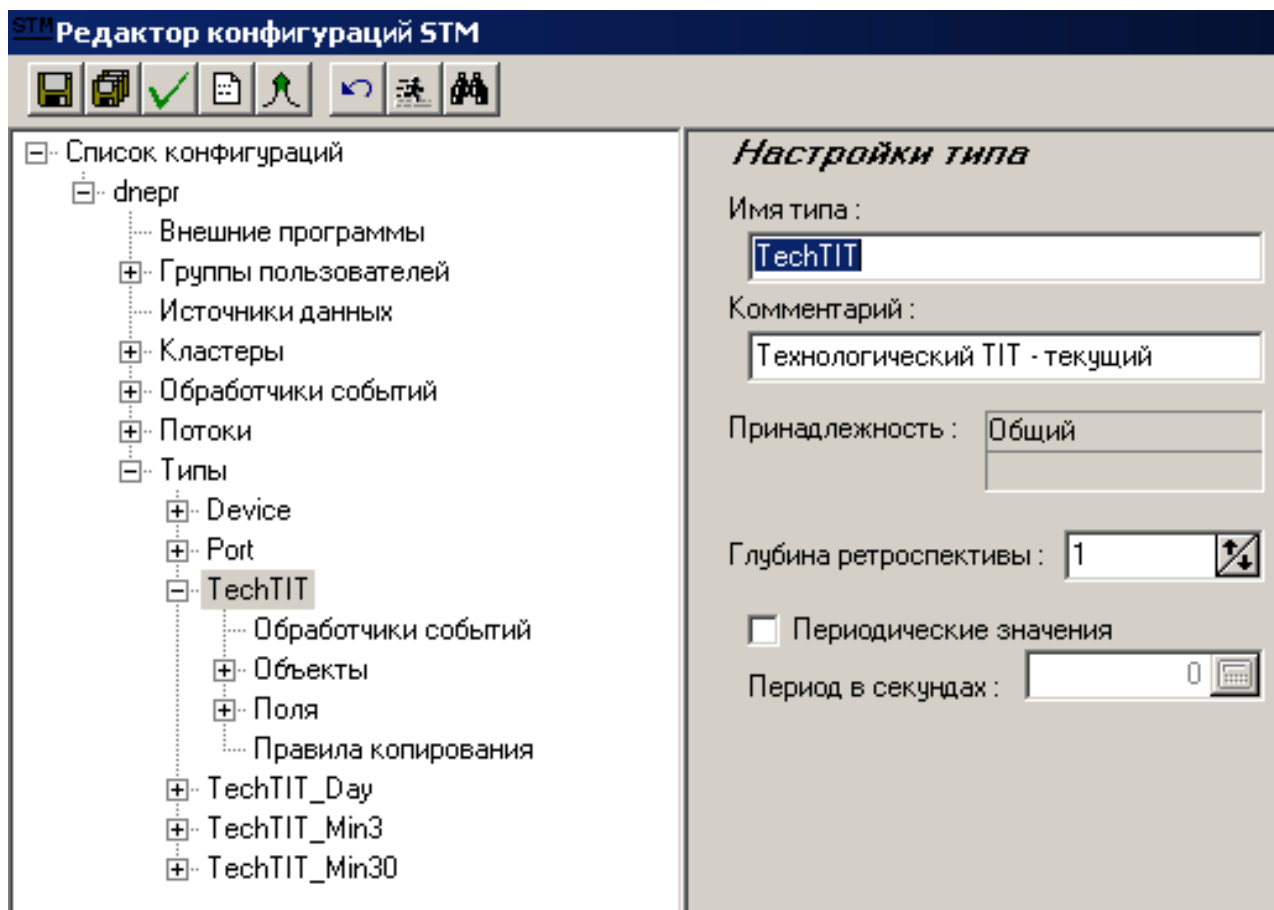 STM Редактор конфигураций STM
Список конфигураций
dnepr
Внешние программы
Группы пользователей
Источники данных
Кластеры
Обработчики событий
Потоки
Типы
Device
Port
TechTIT
Обработчики событий
Объекты
Поля
Правила копирования
TechTIT_Day
TechTIT_Min3
TechTIT_Min30
Настройки типа
Имя типа :
TechTIT
Комментарий :
Технологический ТІТ - текущий
Принадлежность : Общий
Глубина ретроспективы : 1
Периодические значения
Период в секундах : 0